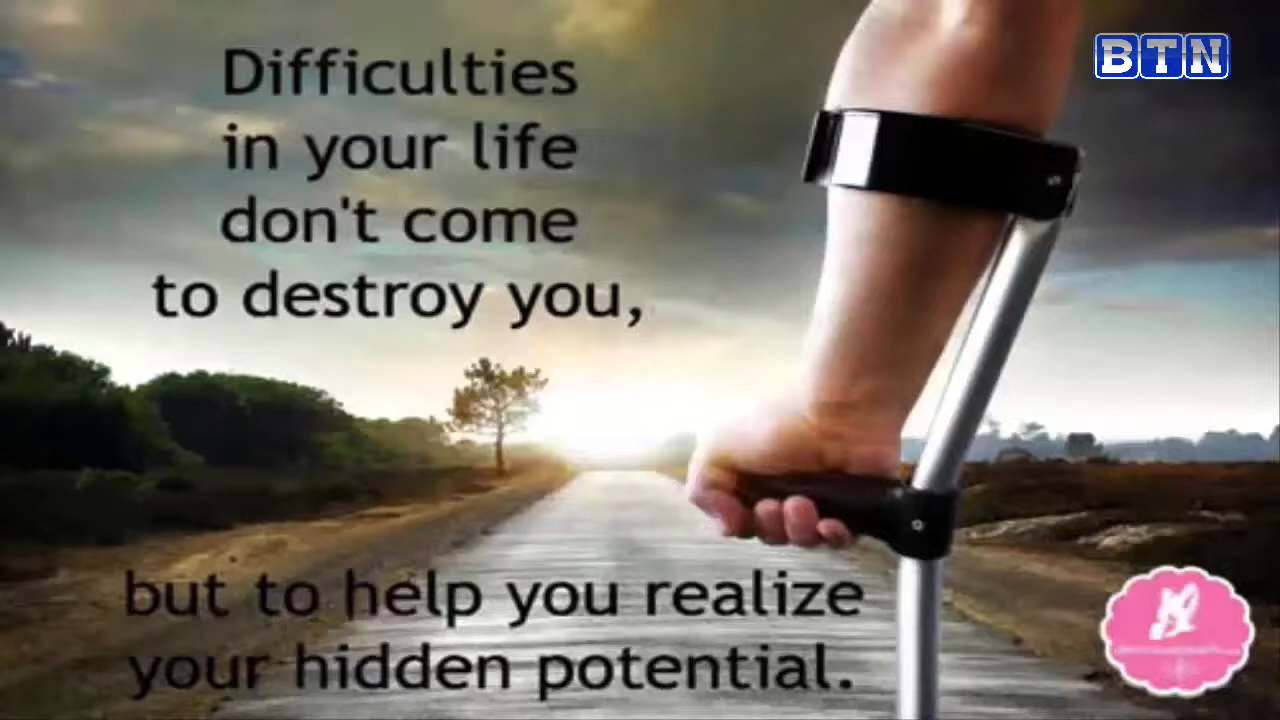 BTN
Difficulties
in your life
don't come
to destroy you,
but to help you realize
your hidden potential.